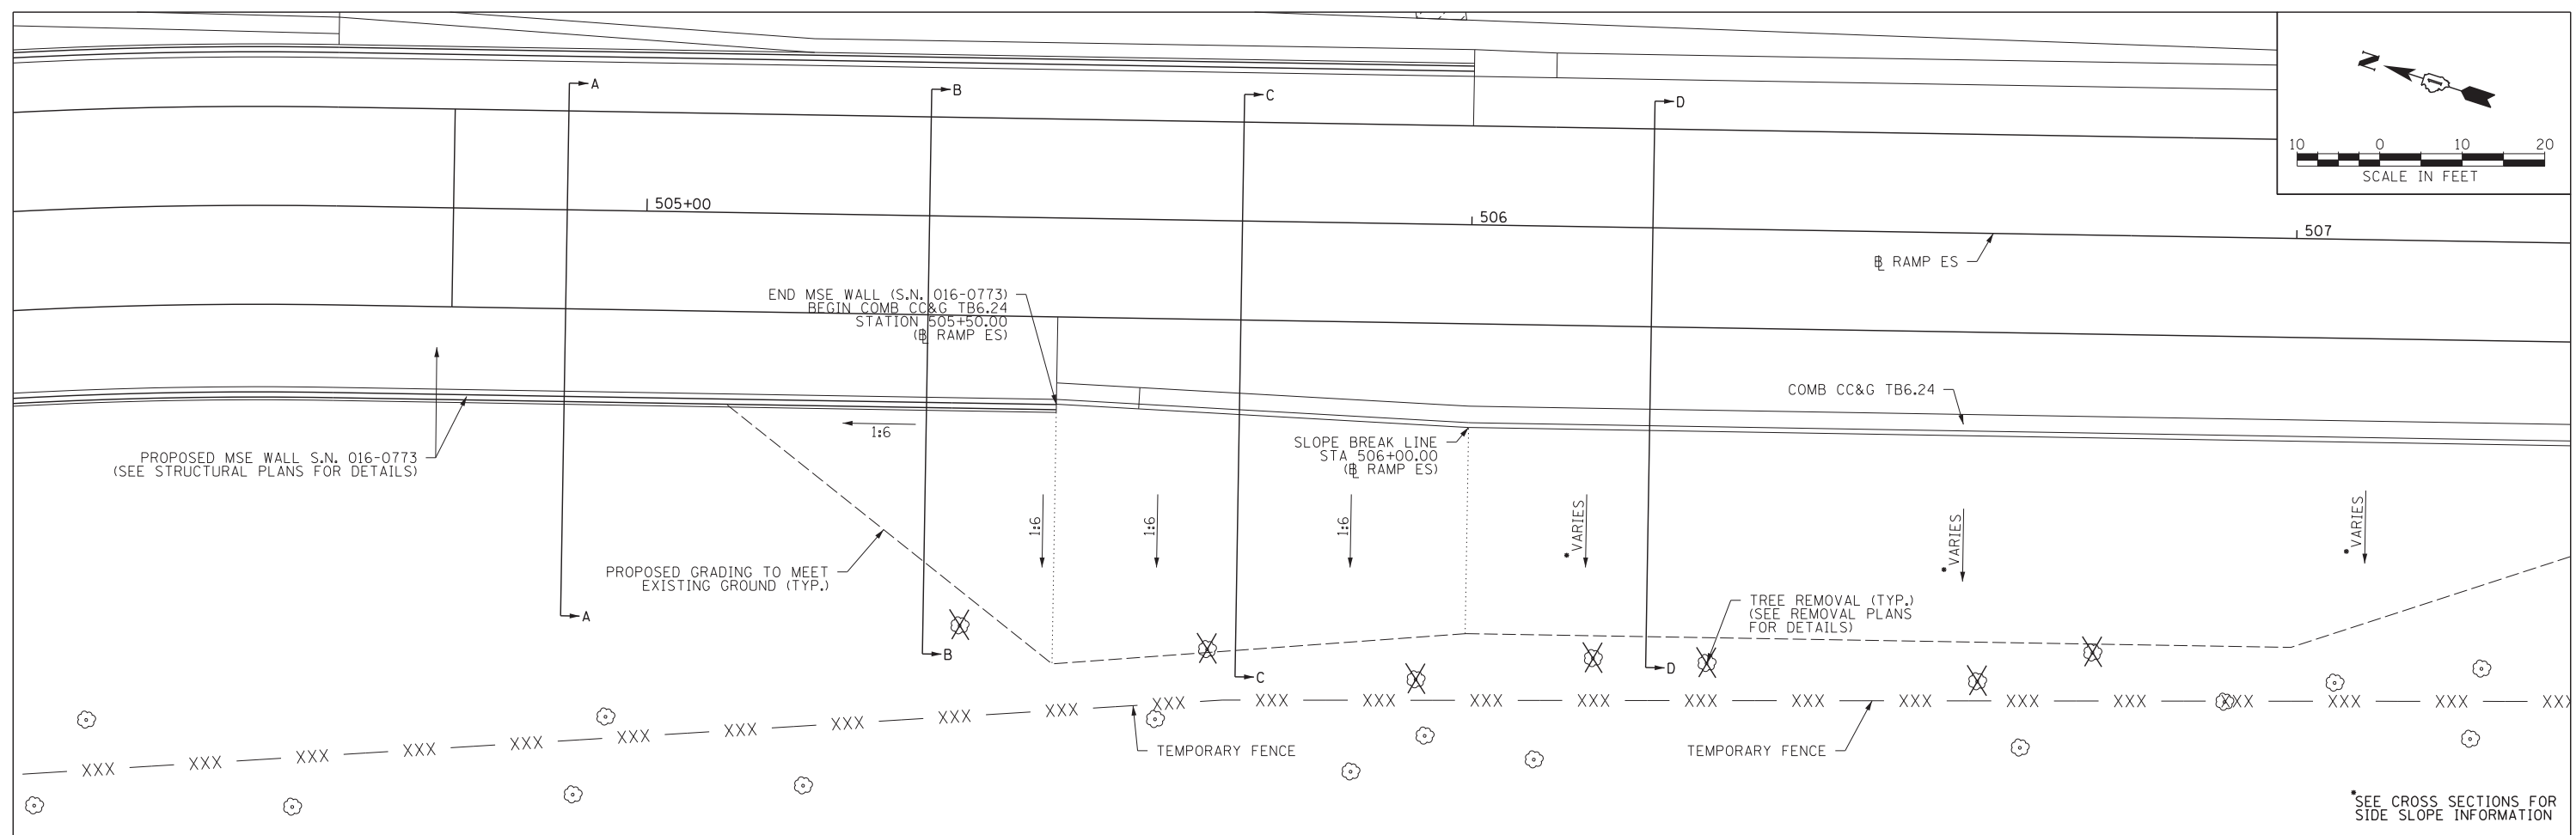 N
1
10 0 10 20
SCALE IN FEET
A
B
C
D
505+00
506
507
℄ RAMP ES
END MSE WALL (S.N. 016-0773)
BEGIN COMB CC&G TB6.24
STATION 505+50.00
(℄ RAMP ES)
COMB CC&G TB6.24
1:6
PROPOSED MSE WALL S.N. 016-0773
(SEE STRUCTURAL PLANS FOR DETAILS)
SLOPE BREAK LINE
STA 506+00.00
(℄ RAMP ES)
1:6
1:6
1:6
*VARIES
*VARIES
*VARIES
PROPOSED GRADING TO MEET
EXISTING GROUND (TYP.)
TREE REMOVAL (TYP.)
(SEE REMOVAL PLANS
FOR DETAILS)
A
B
C
D
XXX XXX XXX XXX XXX XXX XXX XXX XXX XXX XXX XXX XXX XXX XXX XXX XXX XXX XXX XXX XXX XXX XXX XXX
TEMPORARY FENCE
TEMPORARY FENCE
*SEE CROSS SECTIONS FOR
SIDE SLOPE INFORMATION